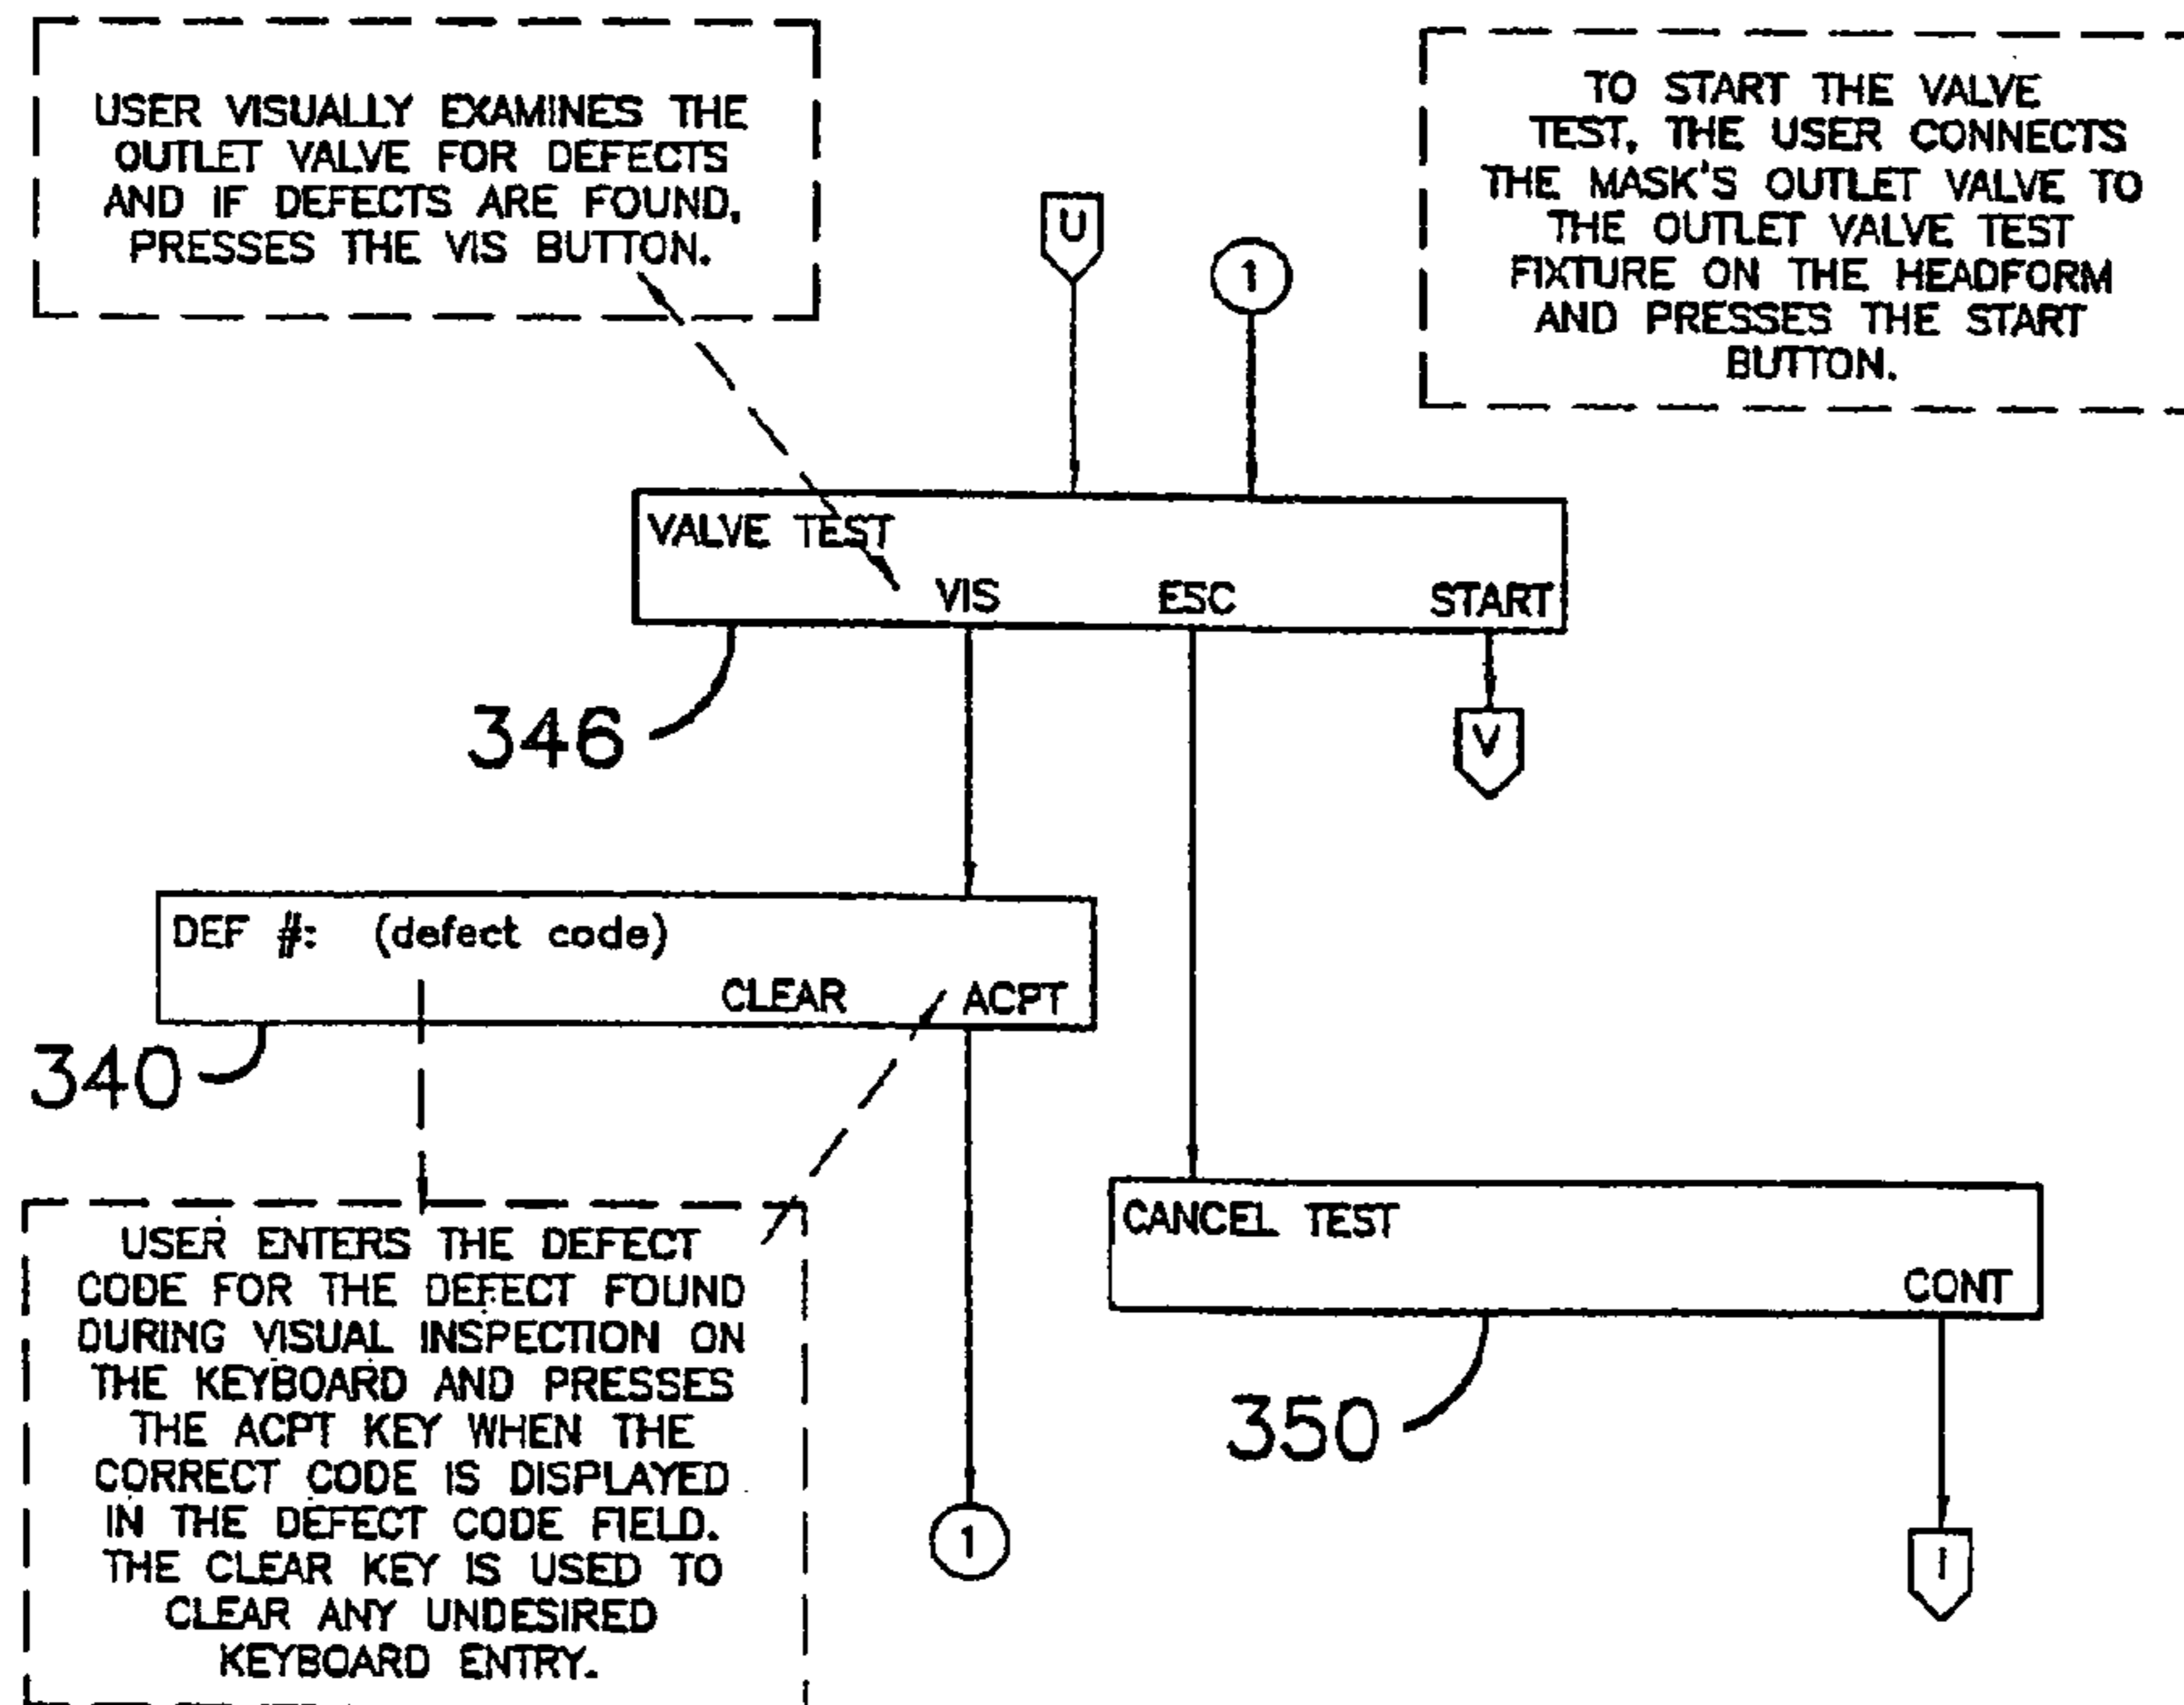 USER VISUALLY EXAMINES THE
OUTLET VALVE FOR DEFECTS
AND IF DEFECTS ARE FOUND,
PRESSES THE VIS BUTTON.
TO START THE VALVE
TEST, THE USER CONNECTS
THE MASK'S OUTLET VALVE TO
THE OUTLET VALVE TEST
FIXTURE ON THE HEADFORM
AND PRESSES THE START
BUTTON.
U
1
VALVE TEST
VIS ESC START
346
V
DEF #: (defect code)
CLEAR ACPT
340
USER ENTERS THE DEFECT
CODE FOR THE DEFECT FOUND
DURING VISUAL INSPECTION ON
THE KEYBOARD AND PRESSES
THE ACPT KEY WHEN THE
CORRECT CODE IS DISPLAYED
IN THE DEFECT CODE FIELD.
THE CLEAR KEY IS USED TO
CLEAR ANY UNDESIRED
KEYBOARD ENTRY.
CANCEL TEST
CONT
350
1
I